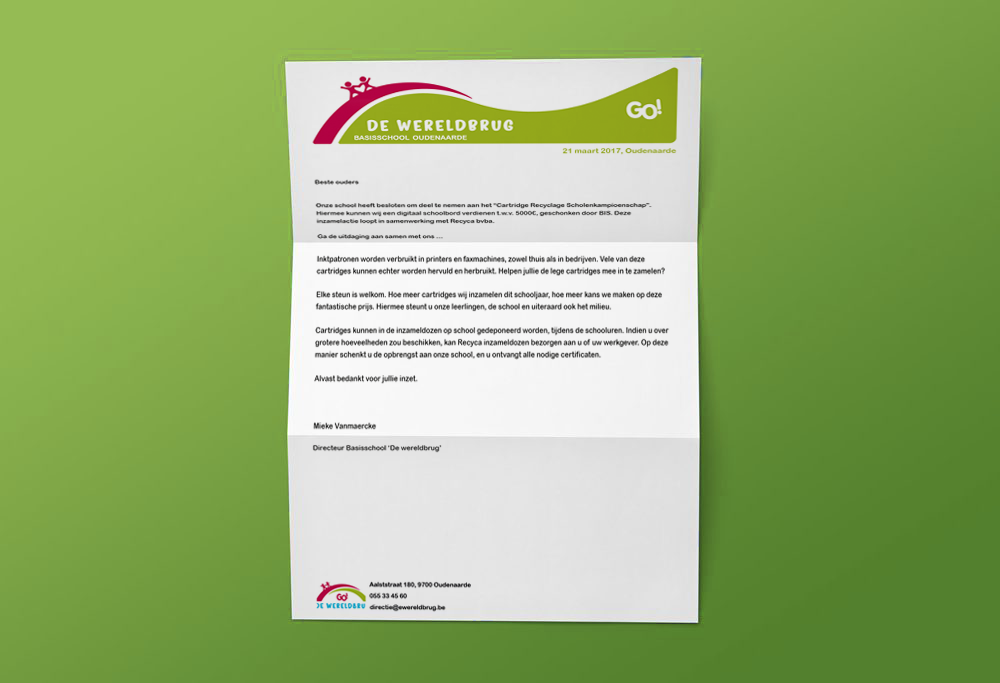 DE WERELDBRUG
BASISSCHOOL OUDENAARDE
GO!
21 maart 2017, Oudenaarde
Beste ouders
Onze school heeft besloten om deel te nemen aan het “Cartridge Recyclage Scholenkampioenschap”.
Hiermee kunnen wij een digitaal schoolbord verdienen t.w.v. 5000€, geschonken door BIS. Deze
inzamelactie loopt in samenwerking met Recyca bvba.
Ga de uitdaging aan samen met ons ...
Inktpatronen worden verbruikt in printers en faxmachines, zowel thuis als in bedrijven. Vele van deze
cartridges kunnen echter worden hervuld en herbruikt. Helpen jullie de lege cartridges mee in te zamelen?
Elke steun is welkom. Hoe meer cartridges wij inzamelen dit schooljaar, hoe meer kans we maken op deze
fantastische prijs. Hiermee steunt u onze leerlingen, de school en uiteraard ook het milieu.
Cartridges kunnen in de inzameldozen op school gedeponeerd worden, tijdens de schooluren. Indien u over
grotere hoeveelheden zou beschikken, kan Recyca inzameldozen bezorgen aan u of uw werkgever. Op deze
manier schenkt u de opbrengst aan onze school, en u ontvangt alle nodige certificaten.
Alvast bedankt voor jullie inzet.
Mieke Vanmaercke
Directeur Basisschool ‘De wereldbrug’
GO!
DE WERELDBRU
Aalststraat 180, 9700 Oudenaarde
055 33 45 60
directie@ewereldbrug.be